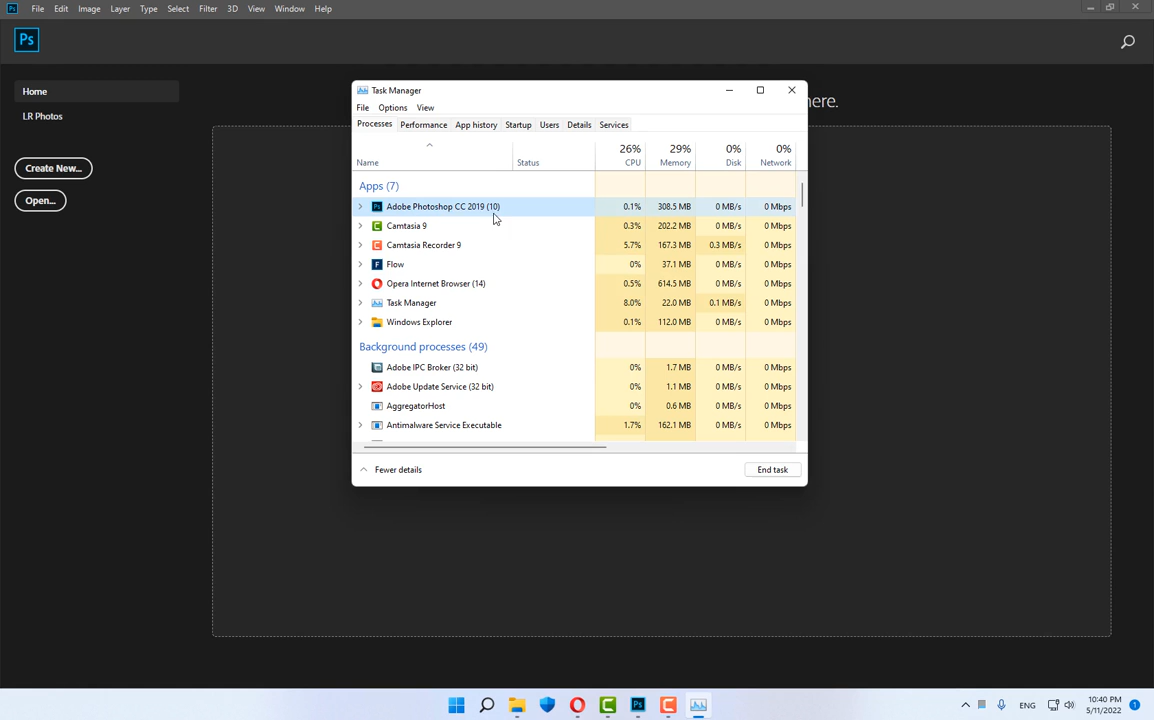 Ps File Edit Image Layer Type Select Filter 3D View Window Help
Ps
Home
LR Photos
here.
Create New...
Open...
Task Manager
File Options View
Processes Performance App history Startup Users Details Services
26% 29% 0% 0%
Name Status CPU Memory Disk Network
Apps (7)
Ps Adobe Photoshop CC 2019 (10) 0.1% 308.5 MB 0 MB/s 0 Mbps
C Camtasia 9 0.3% 202.2 MB 0 MB/s 0 Mbps
C Camtasia Recorder 9 5.7% 167.3 MB 0.3 MB/s 0 Mbps
F Flow 0% 37.1 MB 0 MB/s 0 Mbps
Opera Internet Browser (14) 0.5% 614.5 MB 0 MB/s 0 Mbps
Task Manager 8.0% 22.0 MB 0.1 MB/s 0 Mbps
Windows Explorer 0.1% 112.0 MB 0 MB/s 0 Mbps
Background processes (49)
Adobe IPC Broker (32 bit) 0% 1.7 MB 0 MB/s 0 Mbps
Adobe Update Service (32 bit) 0% 1.1 MB 0 MB/s 0 Mbps
AggregatorHost 0% 0.6 MB 0 MB/s 0 Mbps
Antimalware Service Executable 1.7% 162.1 MB 0 MB/s 0 Mbps
Fewer details End task
C Ps C ENG 10:40 PM 1
5/11/2022